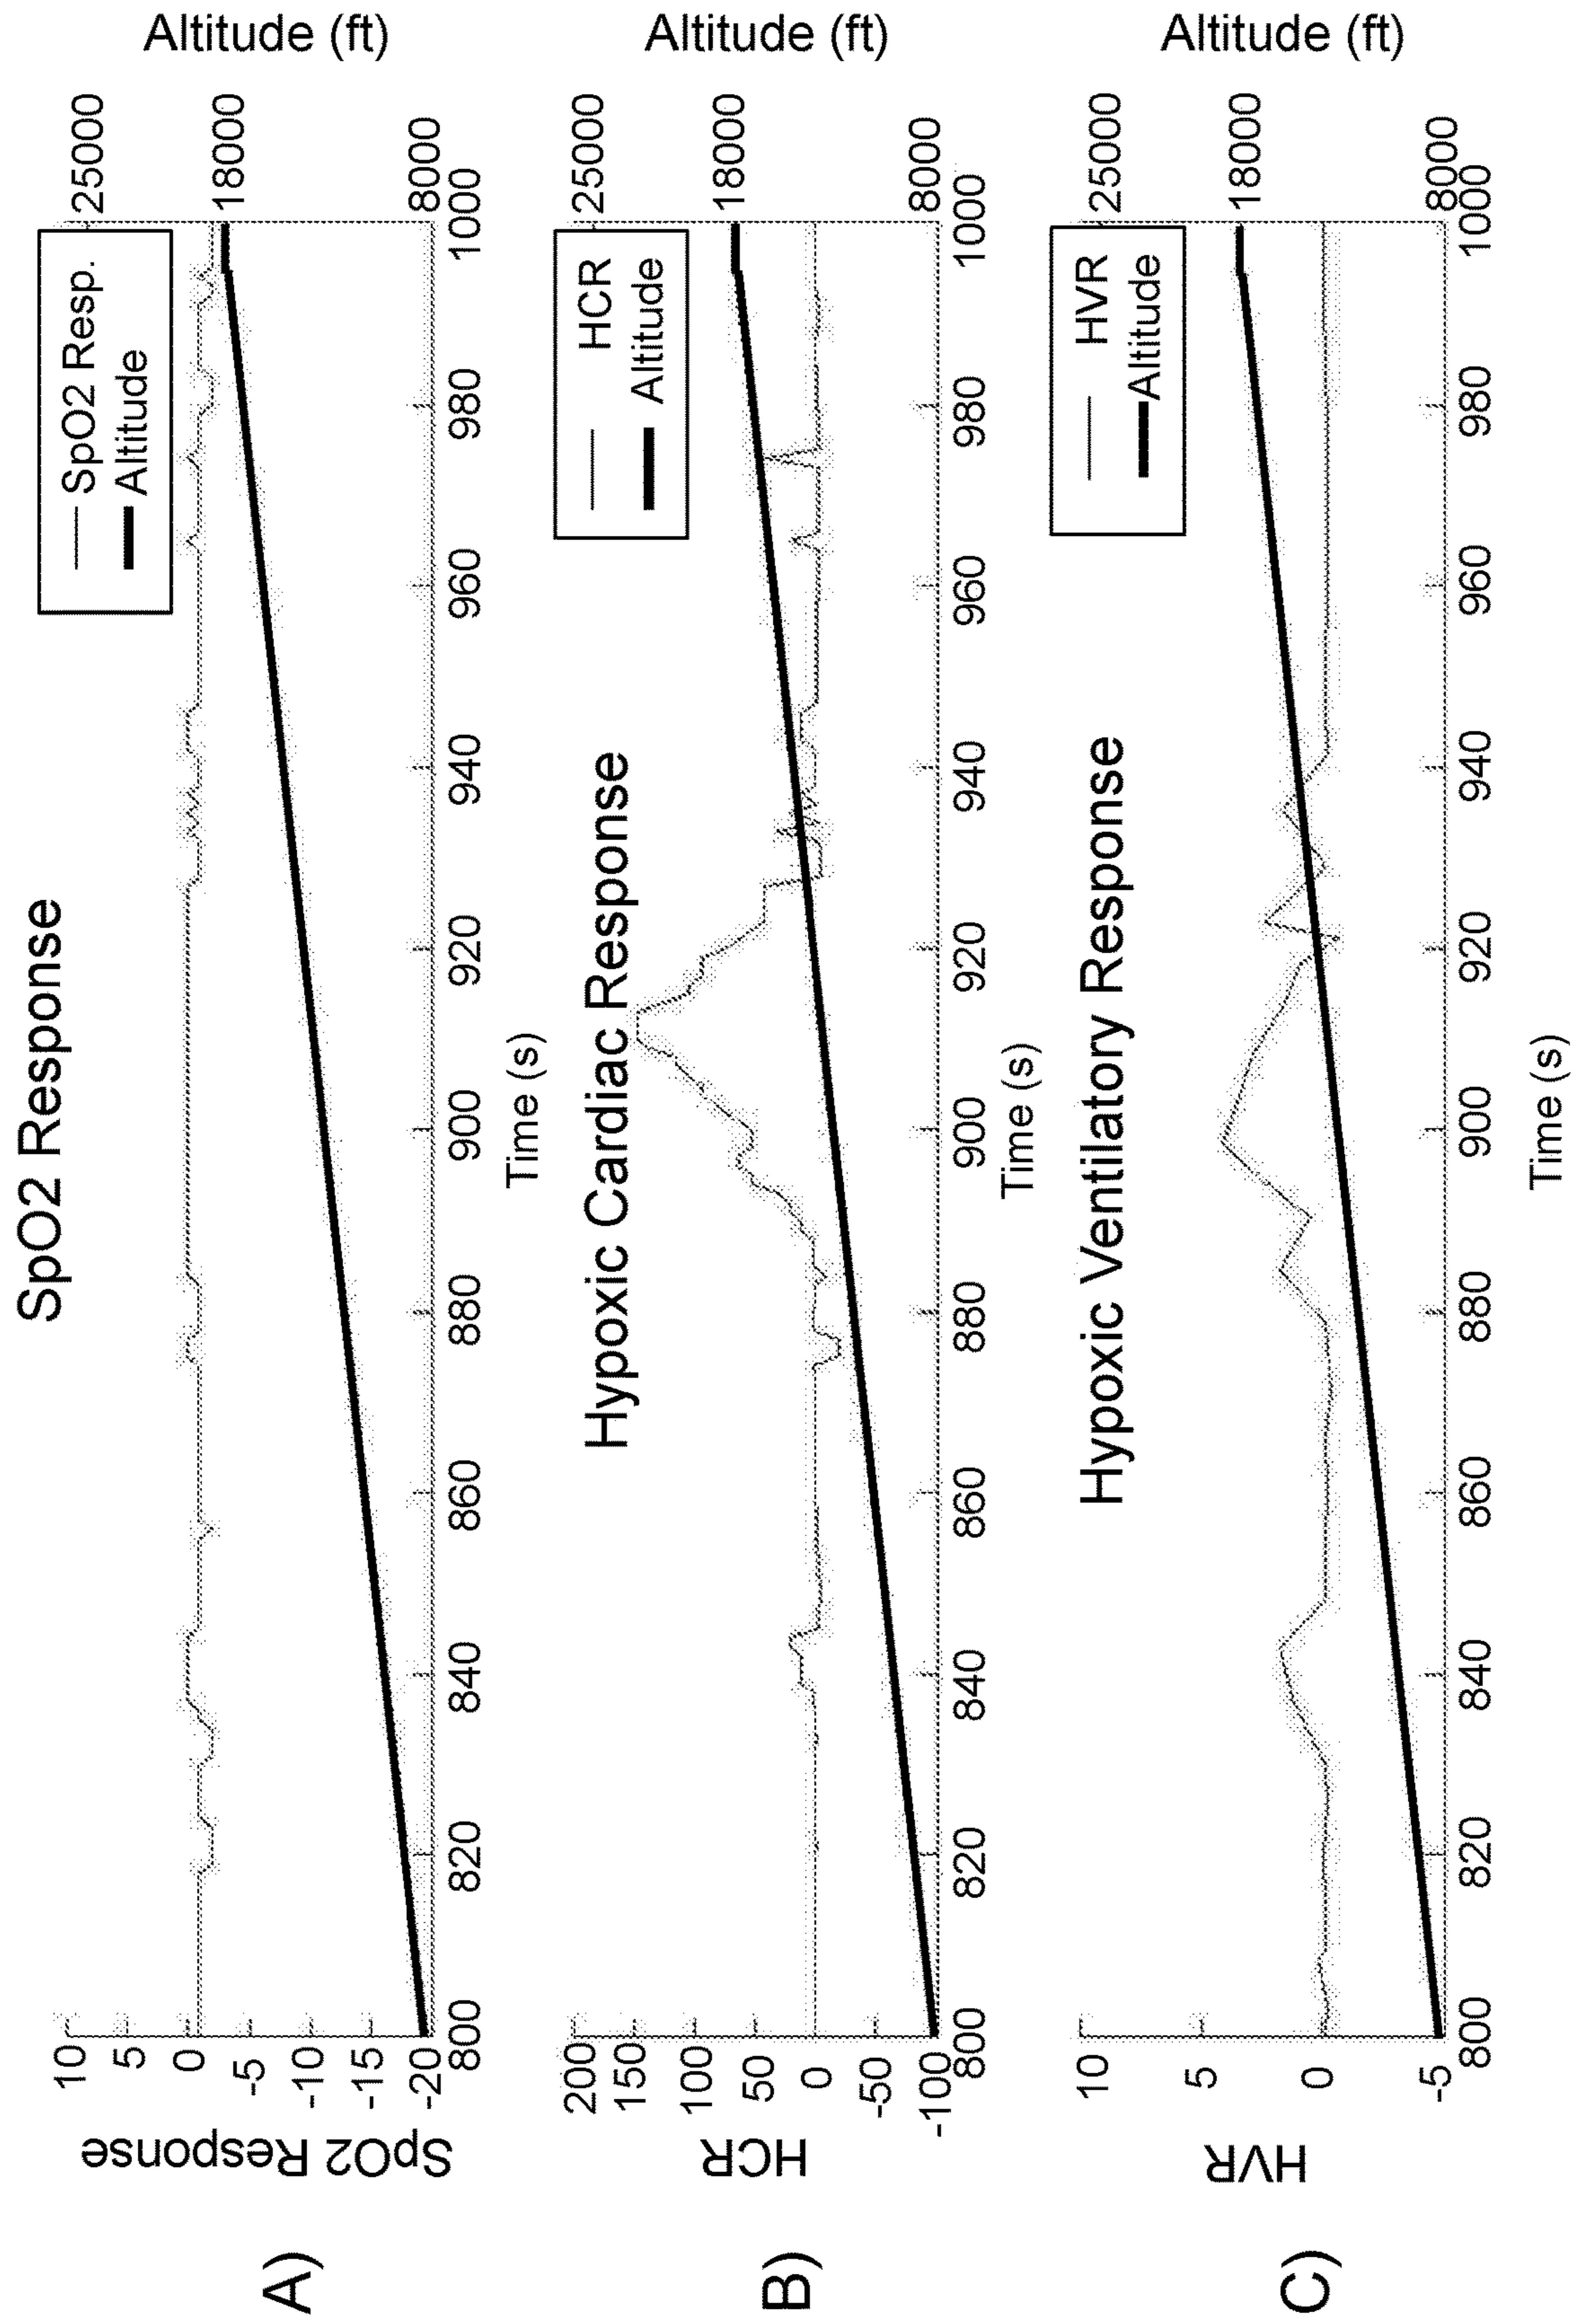 SpO2 Response
A)
SpO2 Response
10
5
0
-5
-10
-15
-20
SpO2 Resp.
Altitude
25000
18000
8000
Altitude (ft)
800
820
840
860
880
900
920
940
960
980
1000
Time (s)
Hypoxic Cardiac Response
B)
HCR
200
150
100
50
0
-50
-100
HCR
Altitude
25000
18000
8000
Altitude (ft)
800
820
840
860
880
900
920
940
960
980
1000
Time (s)
Hypoxic Ventilatory Response
C)
HVR
10
5
0
-5
HVR
Altitude
25000
18000
8000
Altitude (ft)
800
820
840
860
880
900
920
940
960
980
1000
Time (s)